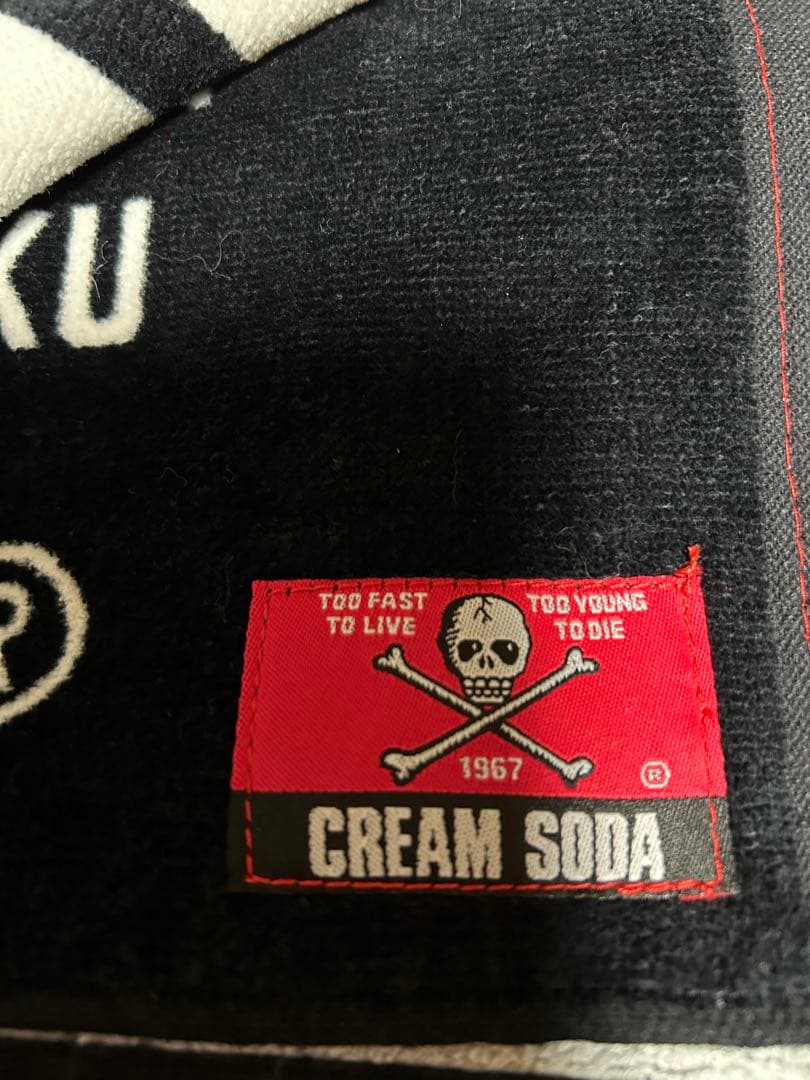 KU
R
TOO FAST
TO LIVE
TOO YOUNG
TO DIE
1967
®
CREAM SODA